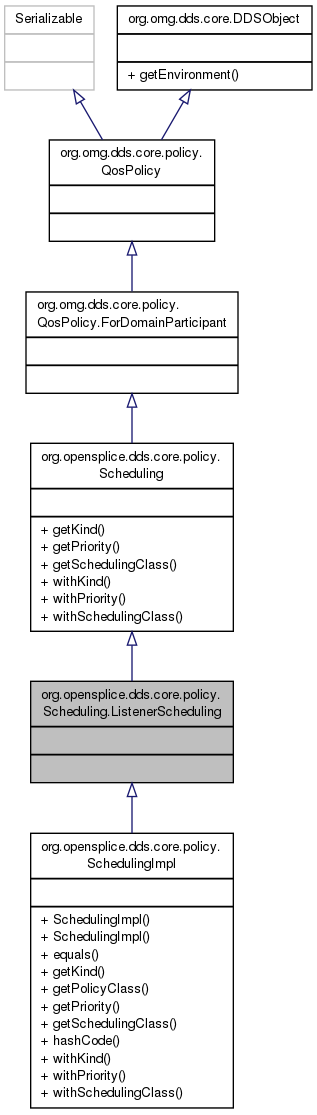 Serializable
org.omg.dds.core.DDSObject
+ getEnvironment()
org.omg.dds.core.policy.
QosPolicy
org.omg.dds.core.policy.
QosPolicy.ForDomainParticipant
org.opensplice.dds.core.policy.
Scheduling
+ getKind()
+ getPriority()
+ getSchedulingClass()
+ withKind()
+ withPriority()
+ withSchedulingClass()
org.opensplice.dds.core.policy.
Scheduling.ListenerScheduling
org.opensplice.dds.core.policy.
SchedulingImpl
+ SchedulingImpl()
+ SchedulingImpl()
+ equals()
+ getKind()
+ getPolicyClass()
+ getPriority()
+ getSchedulingClass()
+ hashCode()
+ withKind()
+ withPriority()
+ withSchedulingClass()